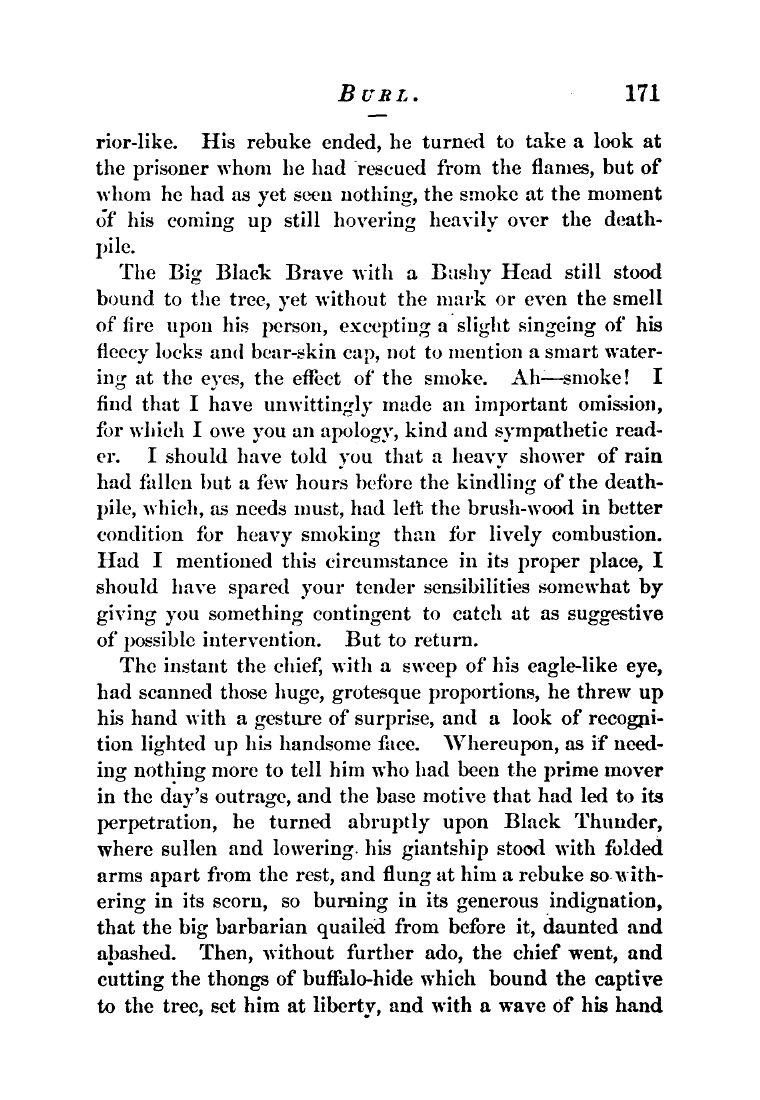 BURL.
171
rior-like. His rebuke ended, he turned to take a look at
the prisoner whom he had rescued from the flames, but of
whom he had as yet seen nothing, the smoke at the moment
of his coming up still hovering heavily over the death-
pile.
The Big Black Brave with a Bushy Head still stood
bound to the tree, yet without the mark or even the smell
of fire upon his person, excepting a slight singeing of his
fleecy locks and bear-skin cap, not to mention a smart water-
ing at the eyes, the effect of the smoke. Ah—smoke! I
find that I have unwittingly made an important omission,
for which I owe you an apology, kind and sympathetic read-
er. I should have told you that a heavy shower of rain
had fallen but a few hours before the kindling of the death-
pile, which, as needs must, had left the brush-wood in better
condition for heavy smoking than for lively combustion.
Had I mentioned this circumstance in its proper place, I
should have spared your tender sensibilities somewhat by
giving you something contingent to catch at as suggestive
of possible intervention. But to return.
The instant the chief, with a sweep of his eagle-like eye,
had scanned those huge, grotesque proportions, he threw up
his hand with a gesture of surprise, and a look of recogni-
tion lighted up his handsome face. Whereupon, as if need-
ing nothing more to tell him who had been the prime mover
in the day's outrage, and the base motive that had led to its
perpetration, he turned abruptly upon Black Thunder,
where sullen and lowering his giantship stood with folded
arms apart from the rest, and flung at him a rebuke so with-
ering in its scorn, so burning in its generous indignation,
that the big barbarian quailed from before it, daunted and
abashed. Then, without further ado, the chief went, and
cutting the thongs of buffalo-hide which bound the captive
to the tree, set him at liberty, and with a wave of his hand